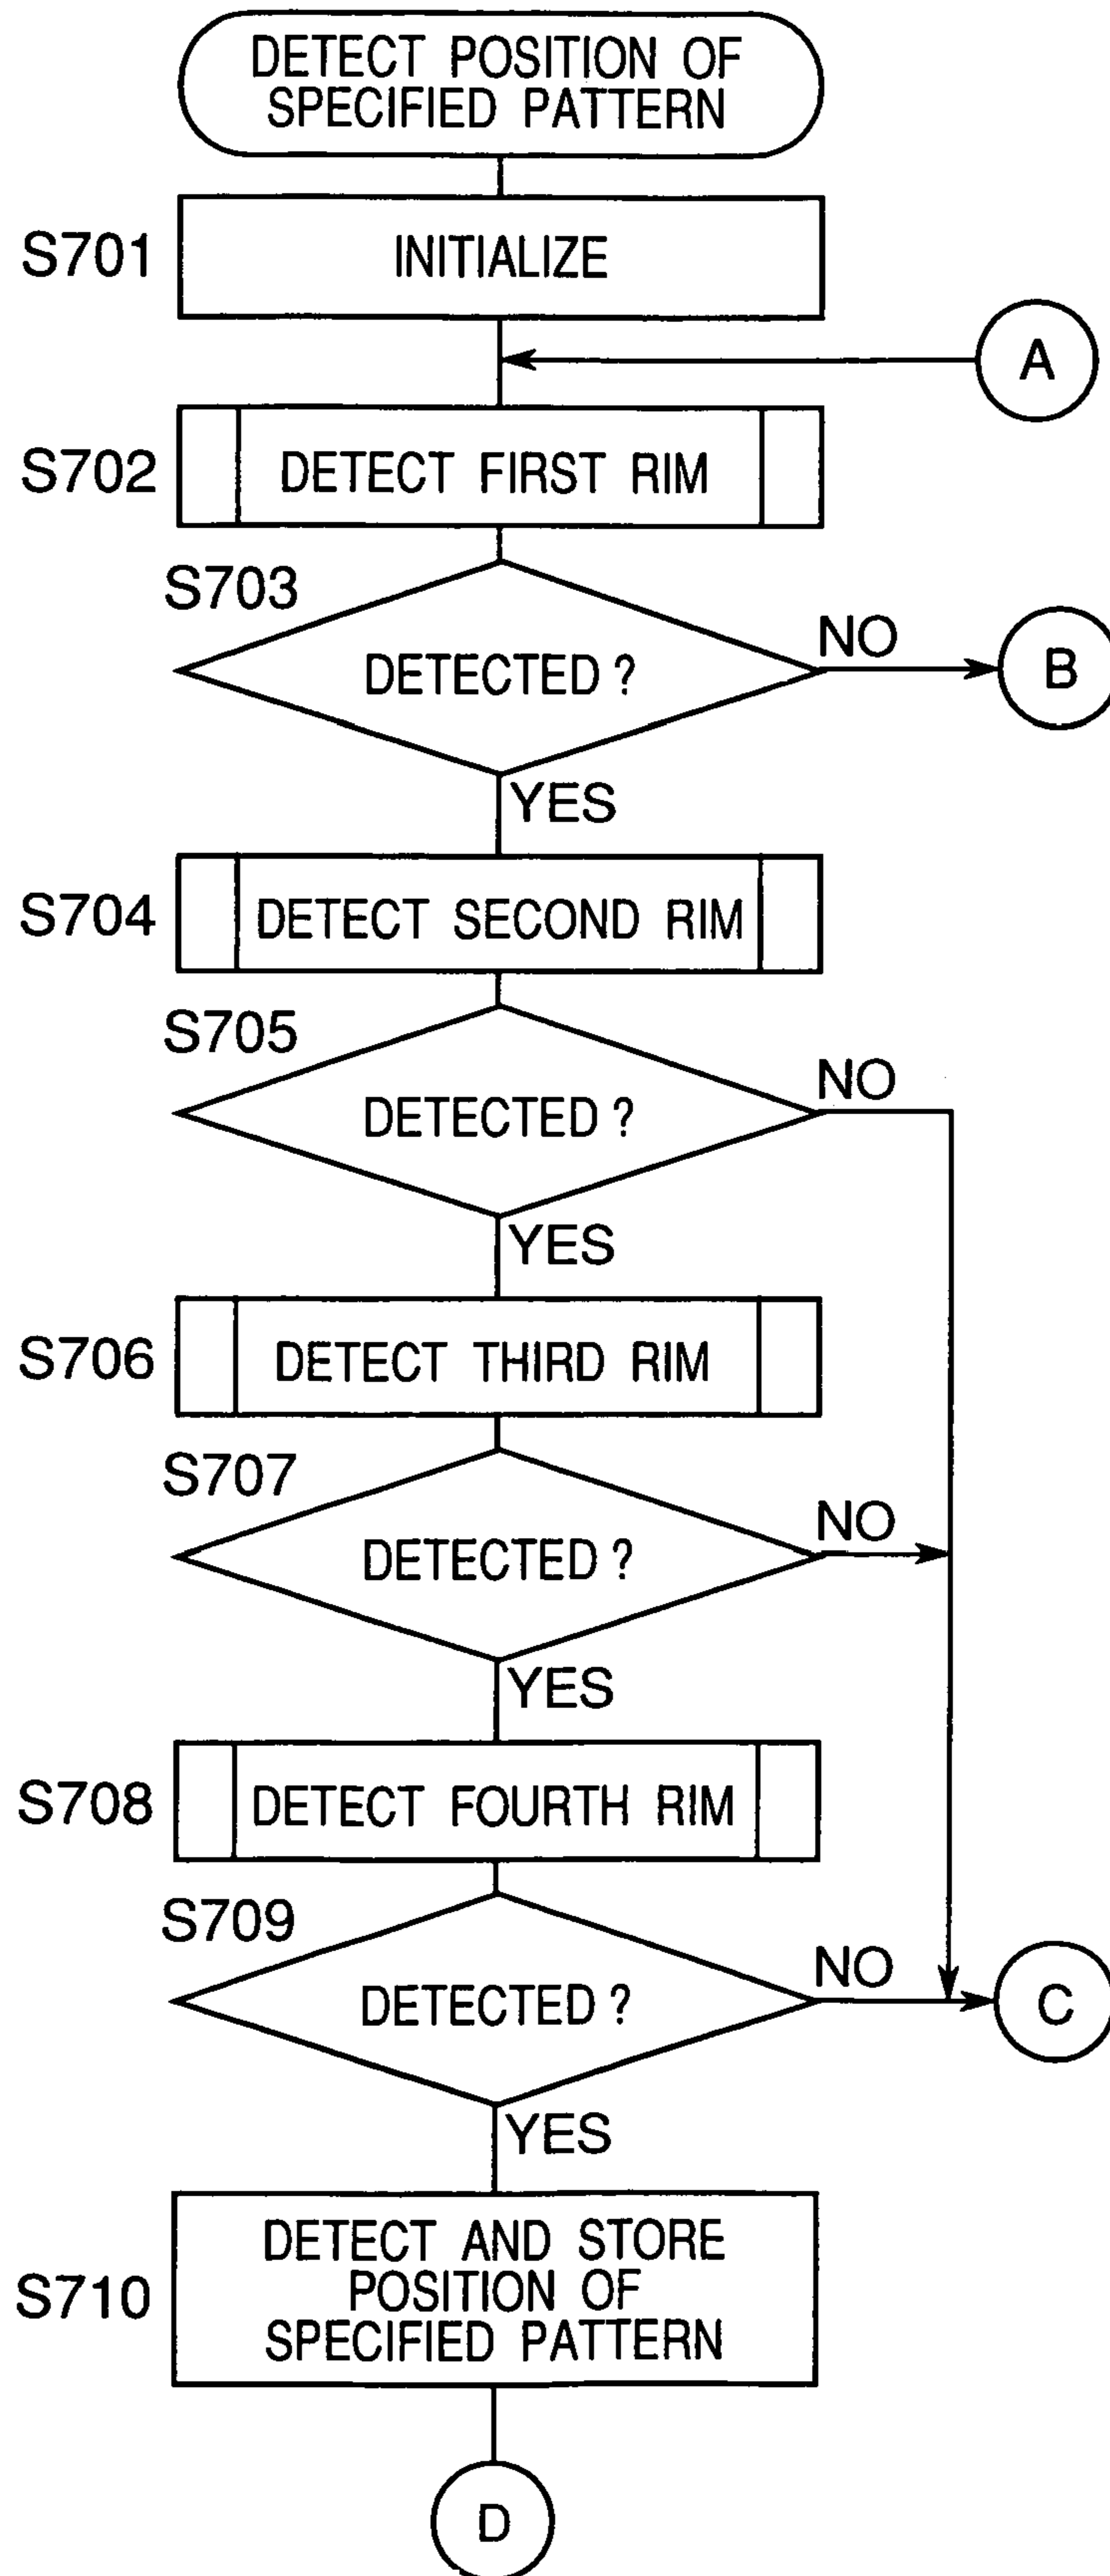 DETECT POSITION OF
SPECIFIED PATTERN
S701
INITIALIZE
A
S702
DETECT FIRST RIM
S703
DETECTED ?
NO
B
YES
S704
DETECT SECOND RIM
S705
DETECTED ?
NO
YES
S706
DETECT THIRD RIM
S707
DETECTED ?
NO
YES
S708
DETECT FOURTH RIM
S709
DETECTED ?
NO
C
YES
S710
DETECT AND STORE
POSITION OF
SPECIFIED PATTERN
D